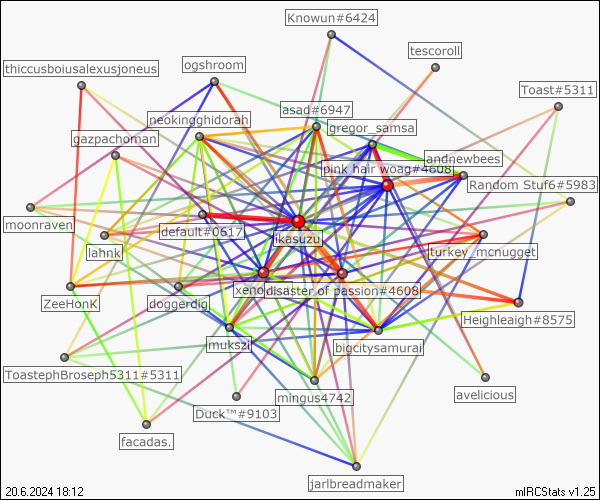 Knowun#6424
tescoroll
thiccusboiusalexusjoneus
ogshroom
Toast#5311
asad#6947
neokingghidorah
gregor_samsa
gazpachoman
andnewbees
pink hair woag#4608
Random Stuf6#5983
moonraven
default#0617
ikasuzu
lahnk
turkey_mcnugget
xeno
disaster of passion#4608
ZeeHonK
doggerdigi
Heighleaigh#8575
mukszi
bigcitysamurai
ToastephBroseph5311#5311
mingus4742
avelicious
Duck™#9103
facadas.
jarlbreadmaker
20.6.2024 18:12
mIRCStats v1.25